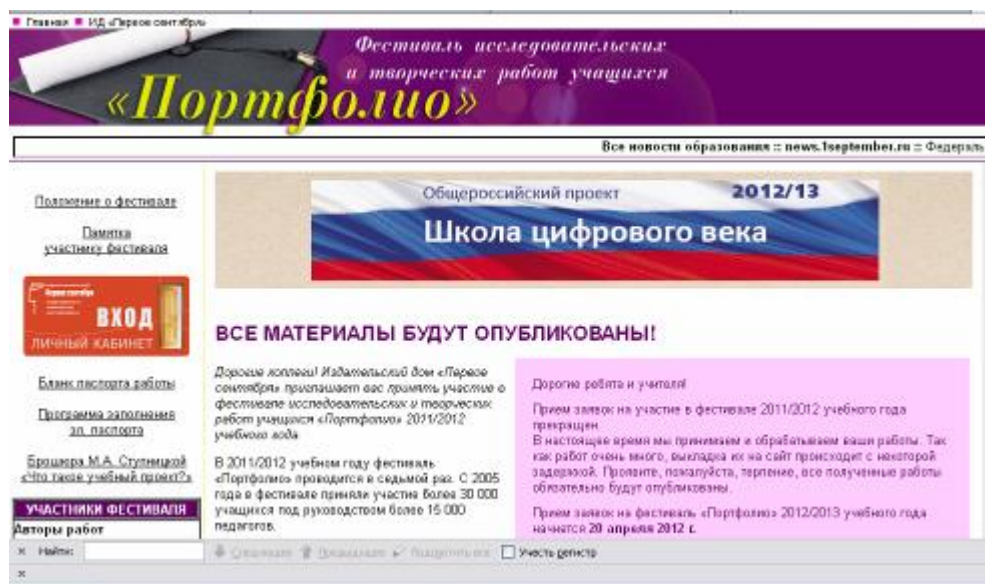 Главная ИД «Первое сентября»
Фестиваль исследовательских
и творческих работ учащихся
«Портфолио»
Все новости образования :: news.1september.ru :: Федераль
Положение о фестивале
Памятка
участнику фестиваля
ВХОД
ЛИЧНЫЙ КАБИНЕТ
Бланк паспорта работы
Программа заполнения
эл. паспорта
Брошюра М.А. Ступницкой
«Что такое учебный проект?»
УЧАСТНИКИ ФЕСТИВАЛЯ
Авторы работ
Общероссийский проект 2012/13
Школа цифрового века
ВСЕ МАТЕРИАЛЫ БУДУТ ОПУБЛИКОВАНЫ!
Дорогие коллеги! Издательский дом «Первое
сентября» приглашает вас принять участие в
фестивале исследовательских и творческих
работ учащихся «Портфолио» 2011/2012
учебного года
В 2011/2012 учебном году фестиваль
«Портфолио» проводится в седьмой раз. С 2005
года в фестивале приняли участие более 30 000
учащихся под руководством более 15 000
педагогов.
Дорогие ребята и учителя!
Прием заявок на участие в фестивале 2011/2012 учебного года
прекращен.
В настоящее время мы принимаем и обрабатываем ваши работы. Так
как работ очень много, выкладка их на сайт происходит с некоторой
задержкой. Проявите, пожалуйста, терпение, все полученные работы
обязательно будут опубликованы.
Прием заявок на фестиваль «Портфолио» 2012/2013 учебного года
начнется 20 апреля 2012 г.
× Найти: Следующее Предыдущее Подсветить все Учесть регистр
×